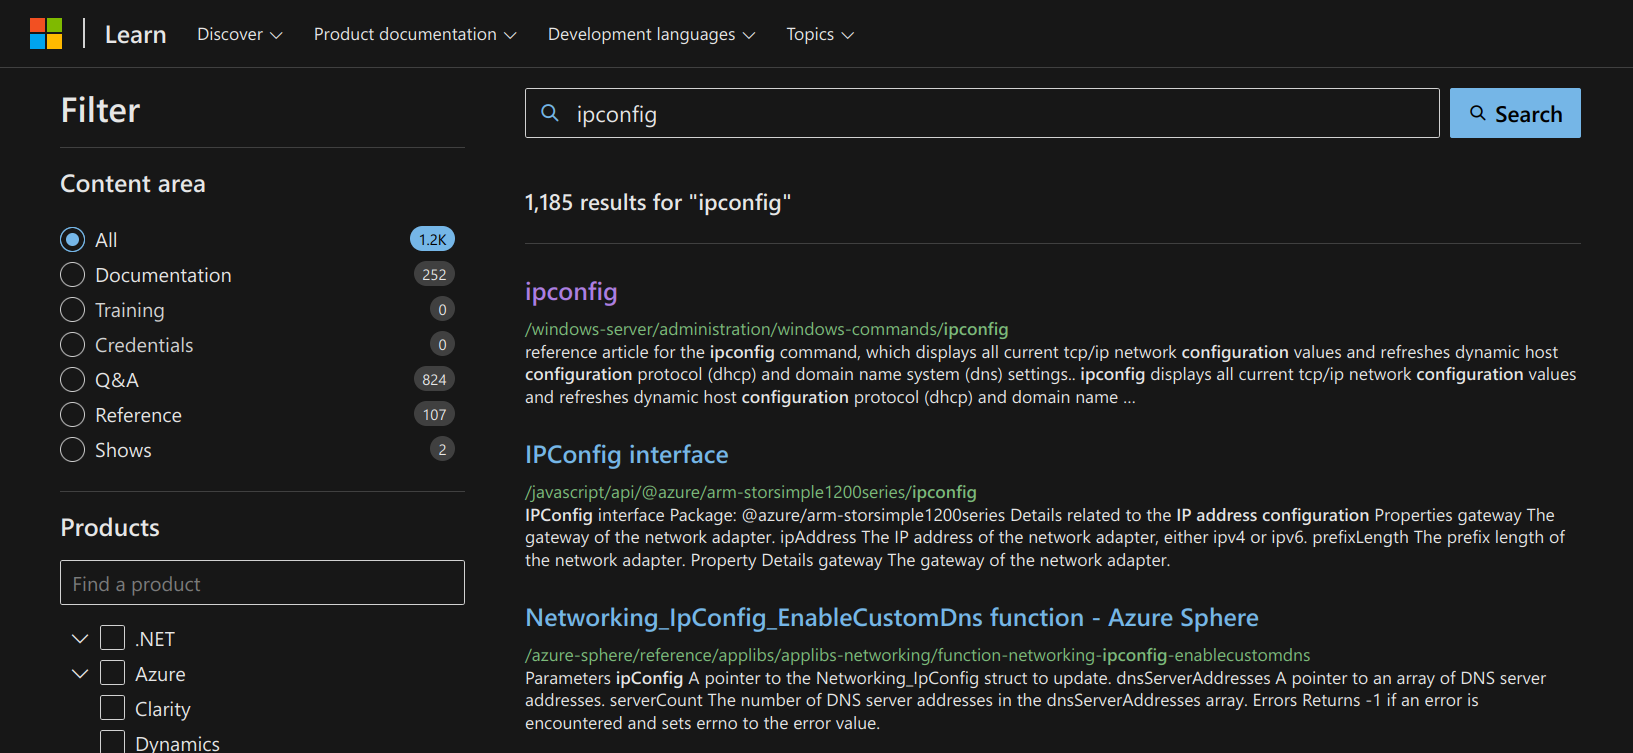 Learn Discover Product documentation Development languages Topics
Filter
Content area
All 1.2K
Documentation 252
Training 0
Credentials 0
Q&A 824
Reference 107
Shows 2
Products
Find a product
.NET
Azure
Clarity
Dynamics
ipconfig Search
1,185 results for "ipconfig"
ipconfig
/windows-server/administration/windows-commands/ipconfig
reference article for the ipconfig command, which displays all current tcp/ip network configuration values and refreshes dynamic host
configuration protocol (dhcp) and domain name system (dns) settings.. ipconfig displays all current tcp/ip network configuration values
and refreshes dynamic host configuration protocol (dhcp) and domain name ...
IPConfig interface
/javascript/api/@azure/arm-storsimple1200series/ipconfig
IPConfig interface Package: @azure/arm-storsimple1200series Details related to the IP address configuration Properties gateway The
gateway of the network adapter. ipAddress The IP address of the network adapter, either ipv4 or ipv6. prefixLength The prefix length of
the network adapter. Property Details gateway The gateway of the network adapter.
Networking_IpConfig_EnableCustomDns function - Azure Sphere
/azure-sphere/reference/applibs/applibs-networking/function-networking-ipconfig-enablecustomdns
Parameters ipConfig A pointer to the Networking_IpConfig struct to update. dnsServerAddresses A pointer to an array of DNS server
addresses. serverCount The number of DNS server addresses in the dnsServerAddresses array. Errors Returns -1 if an error is
encountered and sets errno to the error value.